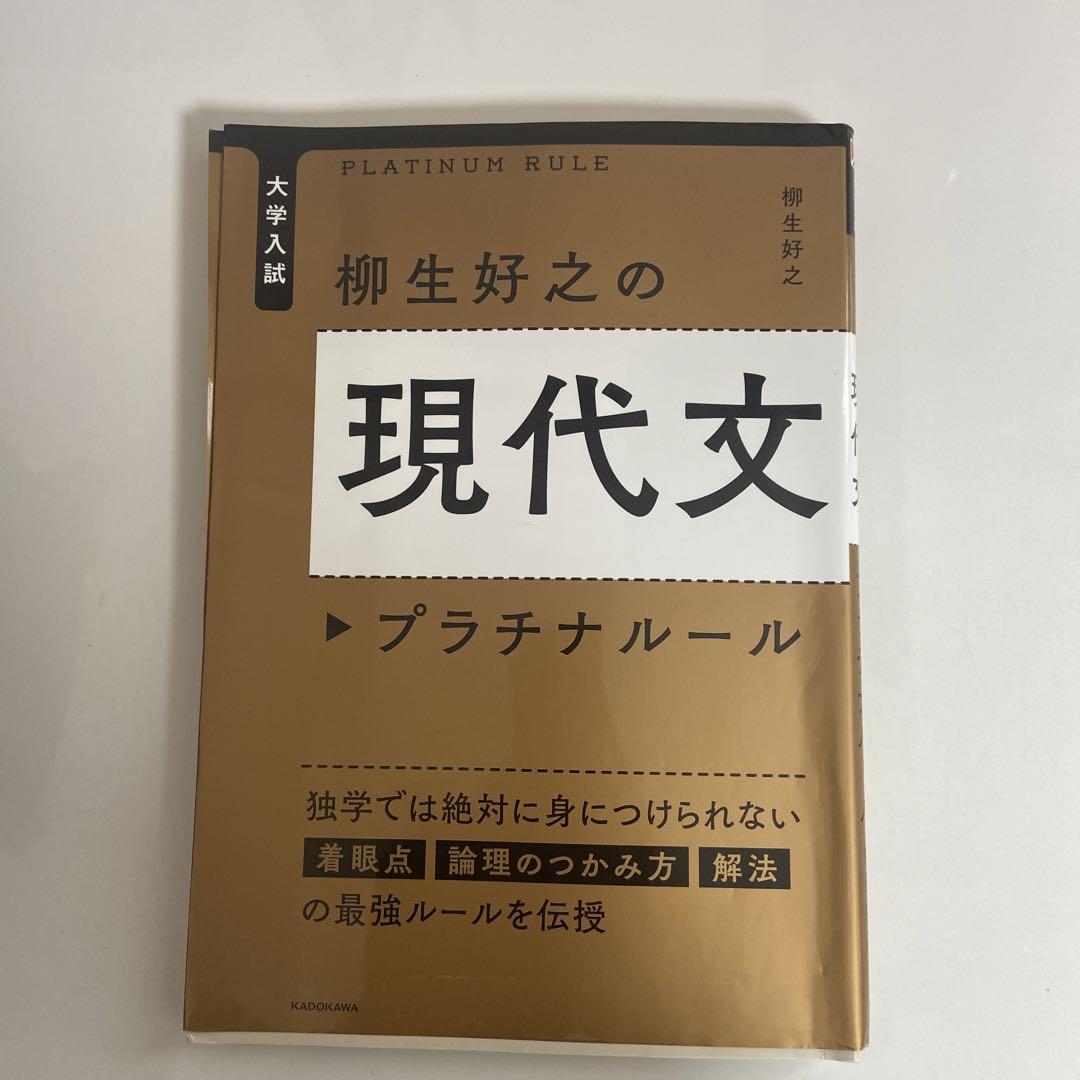 PLATINUM RULE
大学入試
柳生好之
柳生好之の
現代文
▶プラチナルール
独学では絶対に身につけられない
着眼点 論理のつかみ方 解法
の最強ルールを伝授
KADOKAWA
現代文